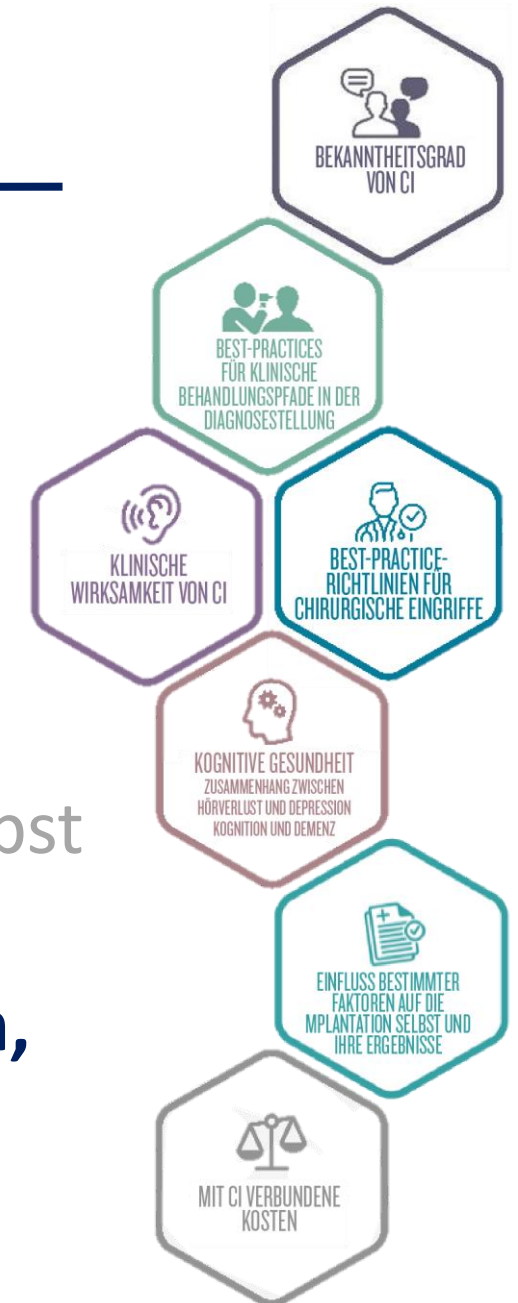 BEKANNTHEITSGRAD
VON CI
BEST-PRACTICES
FÜR KLINISCHE
BEHANDLUNGSPFADE IN DER
DIAGNOSESTELLUNG
KLINISCHE
WIRKSAMKEIT VON CI
BEST-PRACTICE-
RICHTLINIEN FÜR
CHIRURGISCHE EINGRIFFE
KOGNITIVE GESUNDHEIT
ZUSAMMENHANG ZWISCHEN
HÖRVERLUST UND DEPRESSION
KOGNITION UND DEMENZ
EINFLUSS BESTIMMTER
FAKTOREN AUF DIE
MPLANTATION SELBST UND
IHRE ERGEBNISSE
MIT CI VERBUNDENE
KOSTEN